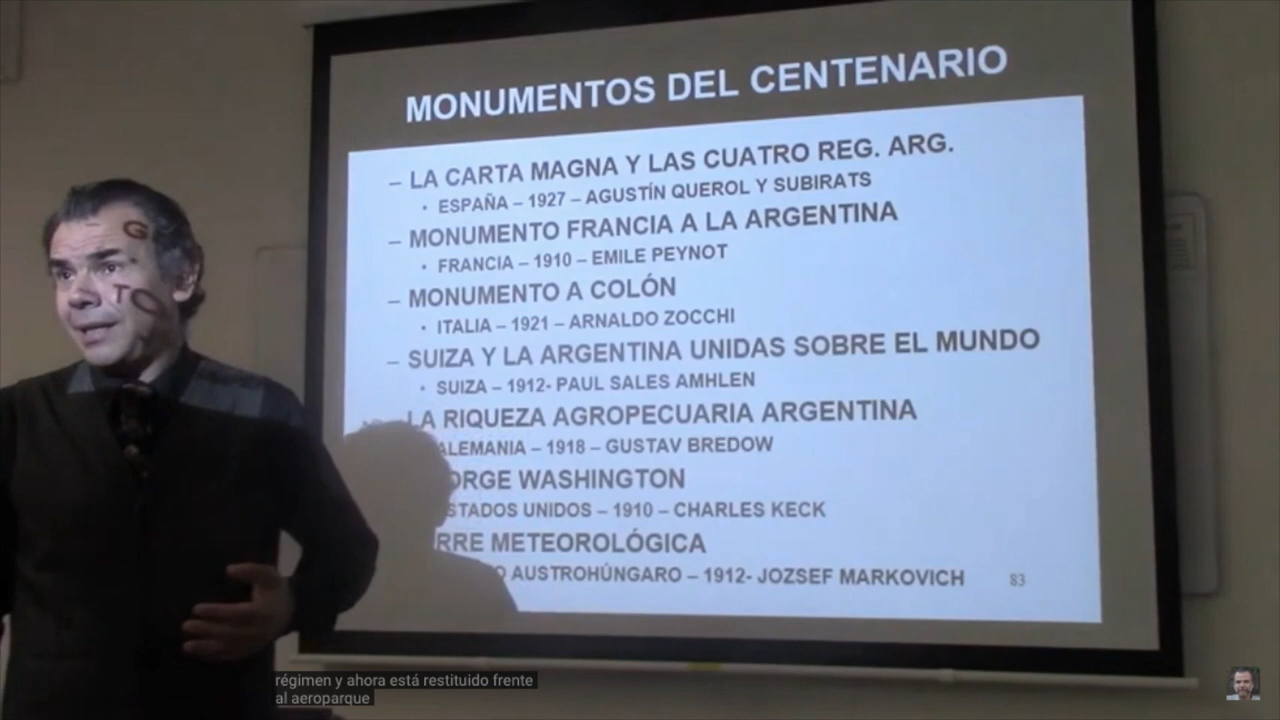 MONUMENTOS DEL CENTENARIO
– LA CARTA MAGNA Y LAS CUATRO REG. ARG.
• ESPAÑA – 1927 – AGUSTÍN QUEROL Y SUBIRATS
– MONUMENTO FRANCIA A LA ARGENTINA
• FRANCIA – 1910 – EMILE PEYNOT
– MONUMENTO A COLÓN
• ITALIA – 1921 – ARNALDO ZOCCHI
– SUIZA Y LA ARGENTINA UNIDAS SOBRE EL MUNDO
• SUIZA – 1912- PAUL SALES AMHLEN
LA RIQUEZA AGROPECUARIA ARGENTINA
ALEMANIA – 1918 – GUSTAV BREDOW
ORGE WASHINGTON
STADOS UNIDOS – 1910 – CHARLES KECK
RRE METEOROLÓGICA
O AUSTROHÚNGARO – 1912- JOZSEF MARKOVICH
83
G
TO
régimen y ahora está restituido frente
al aeroparque